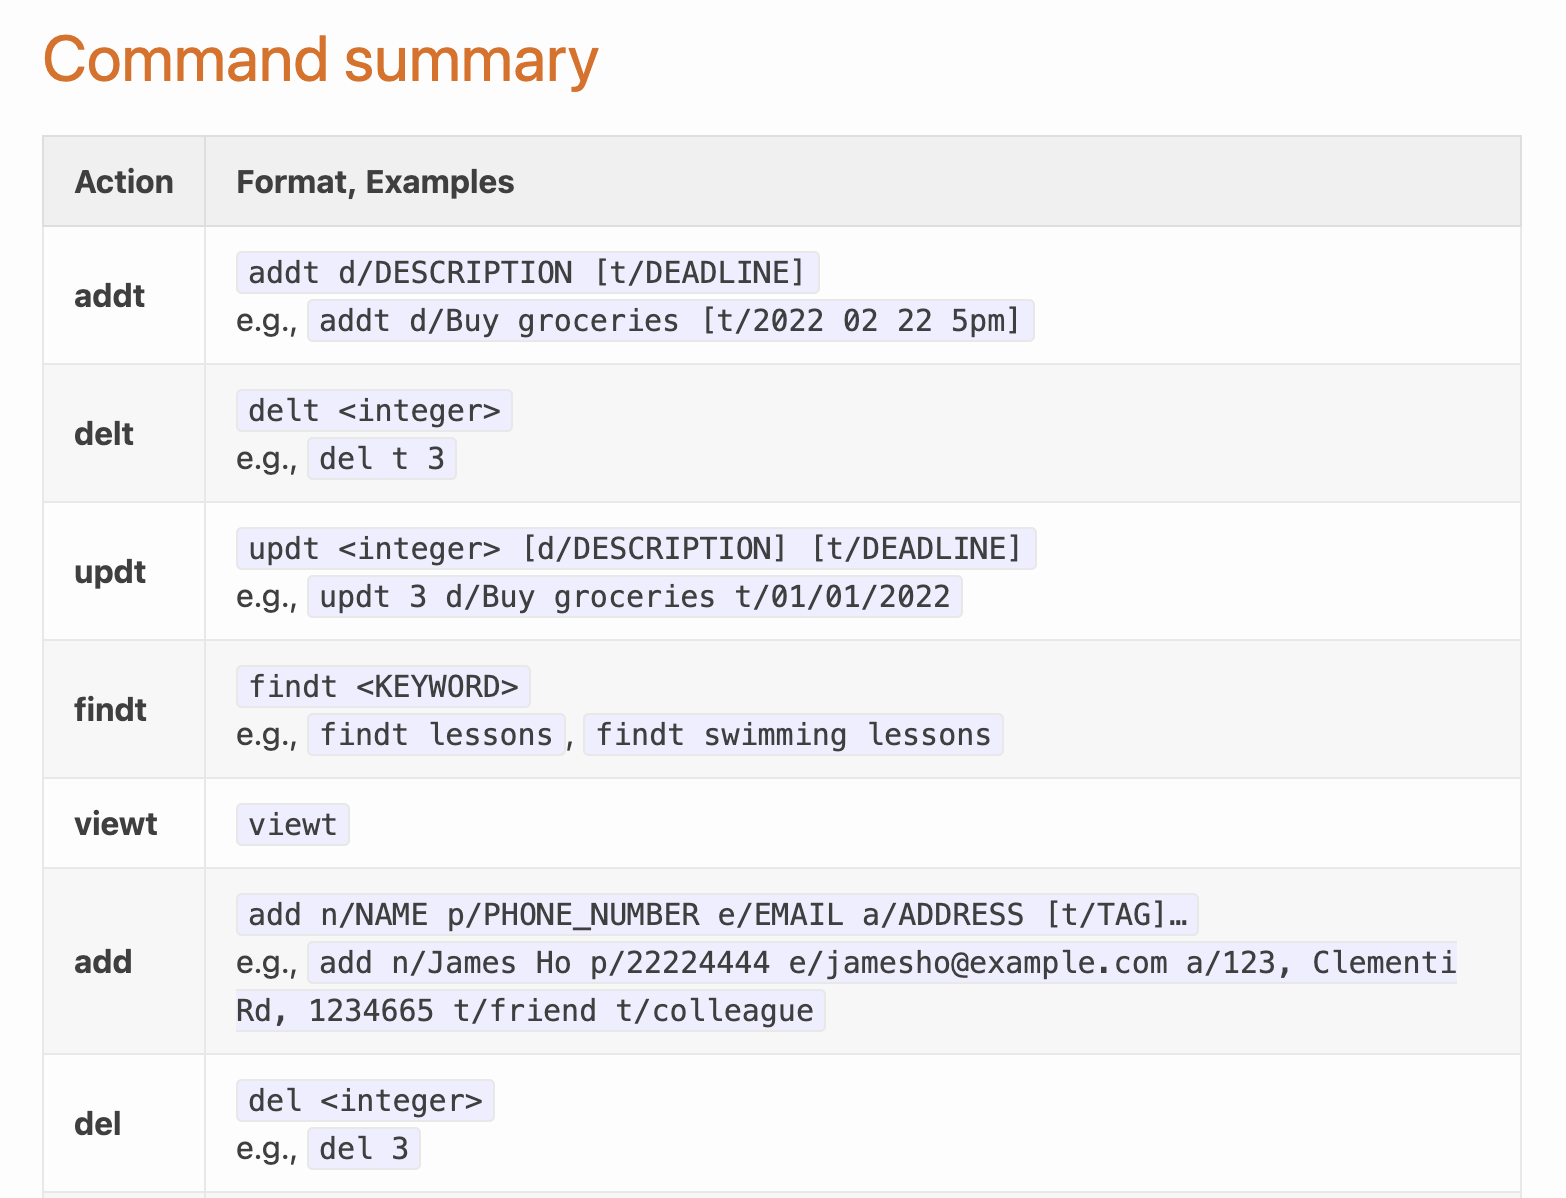 Command summary
Action Format, Examples
addt
addt d/DESCRIPTION [t/DEADLINE]
e.g., addt d/Buy groceries [t/2022 02 22 5pm]
delt
delt <integer>
e.g., del t 3
updt
updt <integer> [d/DESCRIPTION] [t/DEADLINE]
e.g., updt 3 d/Buy groceries t/01/01/2022
findt
findt <KEYWORD>
e.g., findt lessons, findt swimming lessons
viewt viewt
add
add n/NAME p/PHONE_NUMBER e/EMAIL a/ADDRESS [t/TAG]…
e.g., add n/James Ho p/22224444 e/jamesho@example.com a/123, Clementi
Rd, 1234665 t/friend t/colleague
del
del <integer>
e.g., del 3